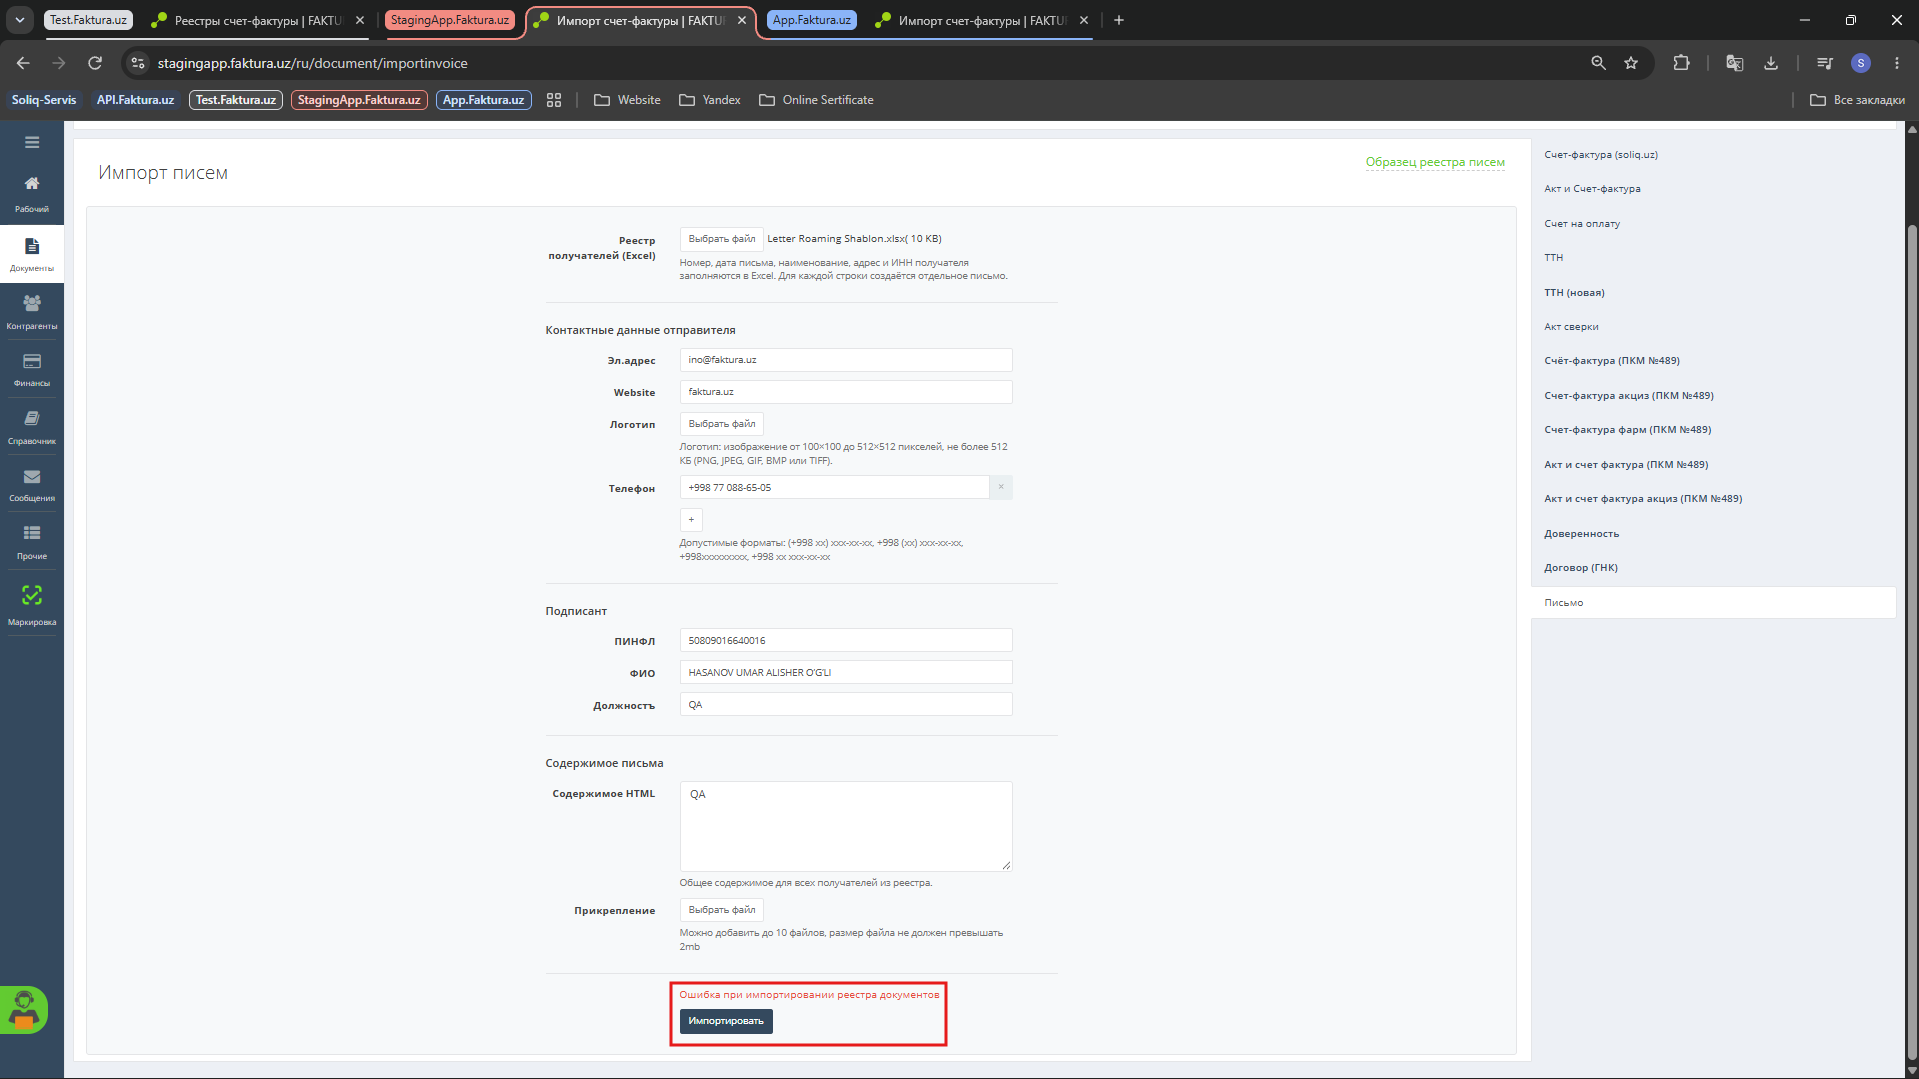 Test.Faktura.uz
Реестры счет-фактуры | FAKTU
StagingApp.Faktura.uz
Импорт счет-фактуры | FAKTU
App.Faktura.uz
Импорт счет-фактуры | FAKTU
stagingapp.faktura.uz/ru/document/importinvoice
S
Soliq-Servis
API.Faktura.uz
Test.Faktura.uz
StagingApp.Faktura.uz
App.Faktura.uz
Website
Yandex
Online Sertificate
Все закладки
Рабочий
Документы
Контрагенты
Финансы
Справочник
Сообщения
Прочие
Маркировка
Импорт писем
Образец реестра писем
Реестр
получателей (Excel)
Выбрать файл
Letter Roaming Shablon.xlsx( 10 KB)
Номер, дата письма, наименование, адрес и ИНН получателя
заполняются в Excel. Для каждой строки создаётся отдельное письмо.
Контактные данные отправителя
Эл.адрес
ino@faktura.uz
Website
faktura.uz
Логотип
Выбрать файл
Логотип: изображение от 100×100 до 512×512 пикселей, не более 512
КБ (PNG, JPEG, GIF, BMP или TIFF).
Телефон
+998 77 088-65-05
×
+
Допустимые форматы: (+998 xx) xxx-xx-xx, +998 (xx) xxx-xx-xx,
+998xxxxxxxxx, +998 xx xxx-xx-xx
Подписант
ПИНФЛ
50809016640016
ФИО
HASANOV UMAR ALISHER O'G'LI
Должностъ
QA
Содержимое письма
Содержимое HTML
QA
Общее содержимое для всех получателей из реестра.
Прикрепление
Выбрать файл
Можно добавить до 10 файлов, размер файла не должен превышать
2mb
Ошибка при импортировании реестра документов
Импортировать
Счет-фактура (soliq.uz)
Акт и Счет-фактура
Счет на оплату
ТТН
ТТН (новая)
Акт сверки
Счёт-фактура (ПКМ №489)
Счет-фактура акциз (ПКМ №489)
Счет-фактура фарм (ПКМ №489)
Акт и счет фактура (ПКМ №489)
Акт и счет фактура акциз (ПКМ №489)
Доверенность
Договор (ГНК)
Письмо